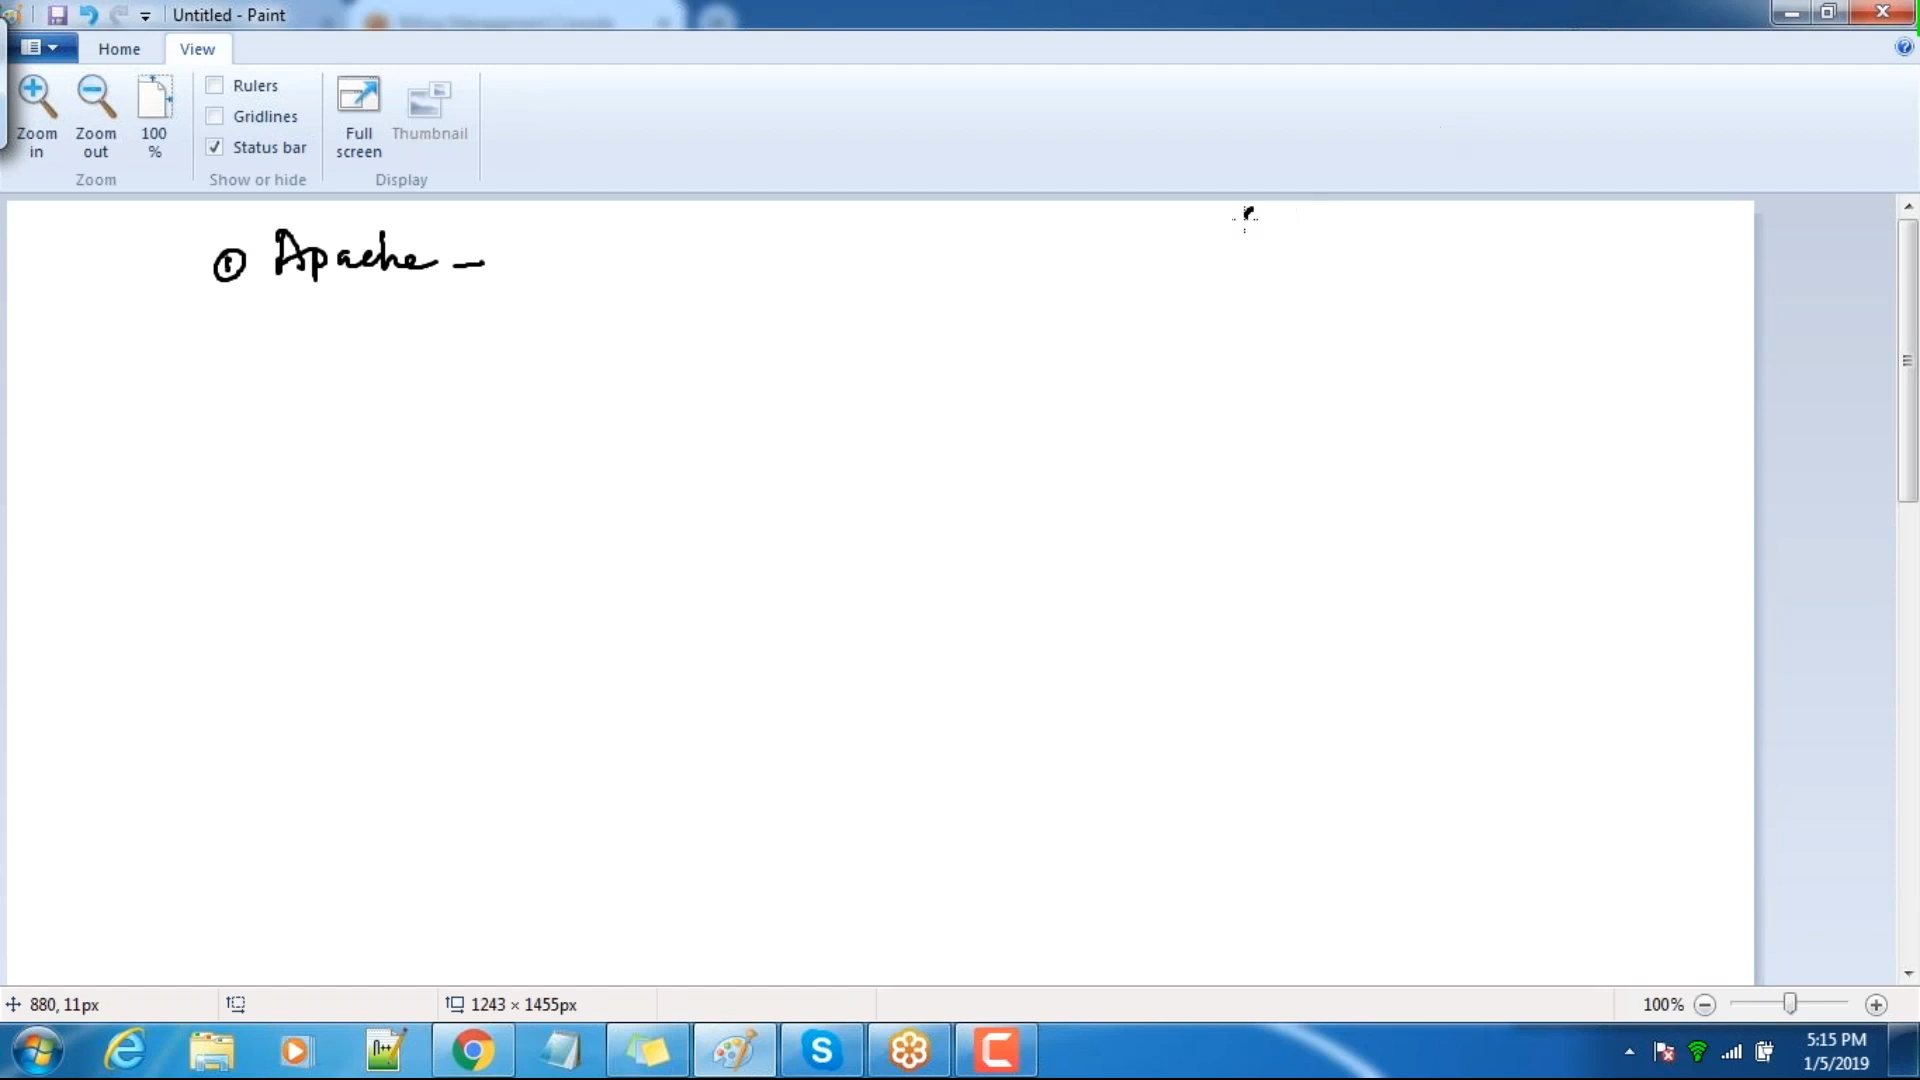 Untitled - Paint
Home View
Zoom in
Zoom out
100 %
Rulers
Gridlines
Status bar
Full screen
Thumbnail
Zoom
Show or hide
Display
① Apache –
880, 11px
1243 × 1455px
100%
5:15 PM
1/5/2019